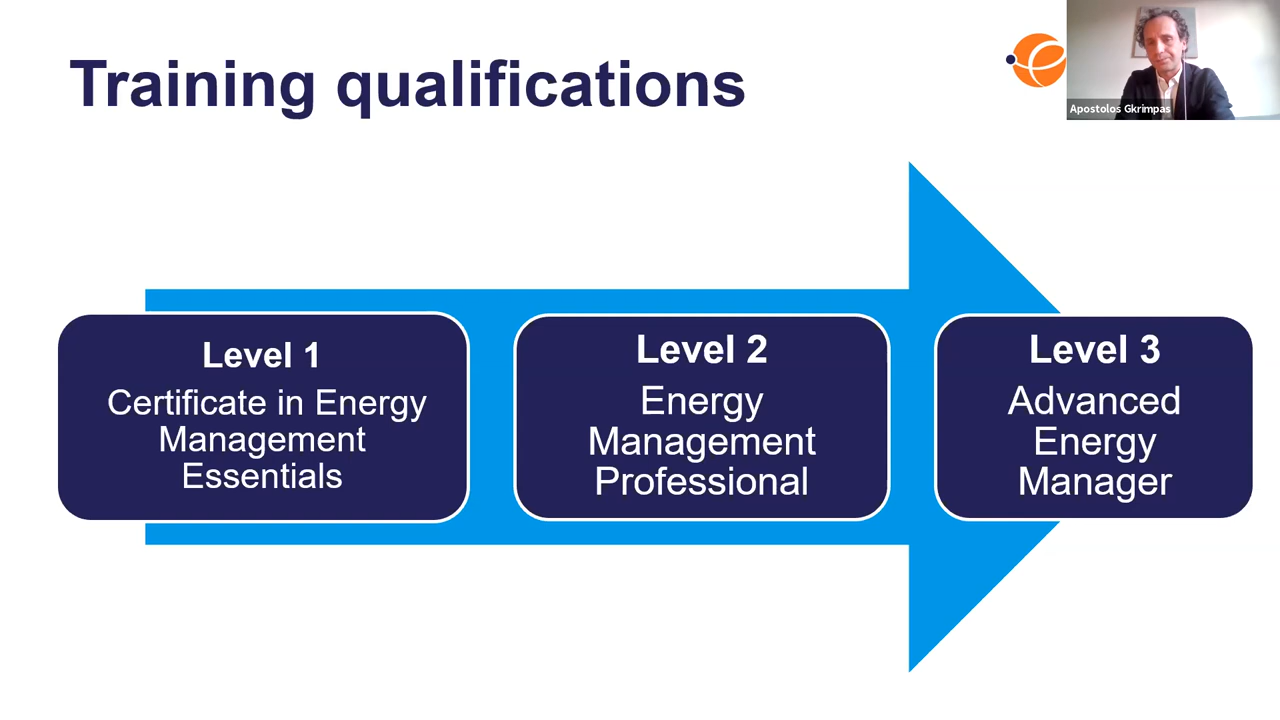 Training qualifications
Apostolos Gkrimpas
Level 1
Certificate in Energy
Management
Essentials
Level 2
Energy
Management
Professional
Level 3
Advanced
Energy
Manager